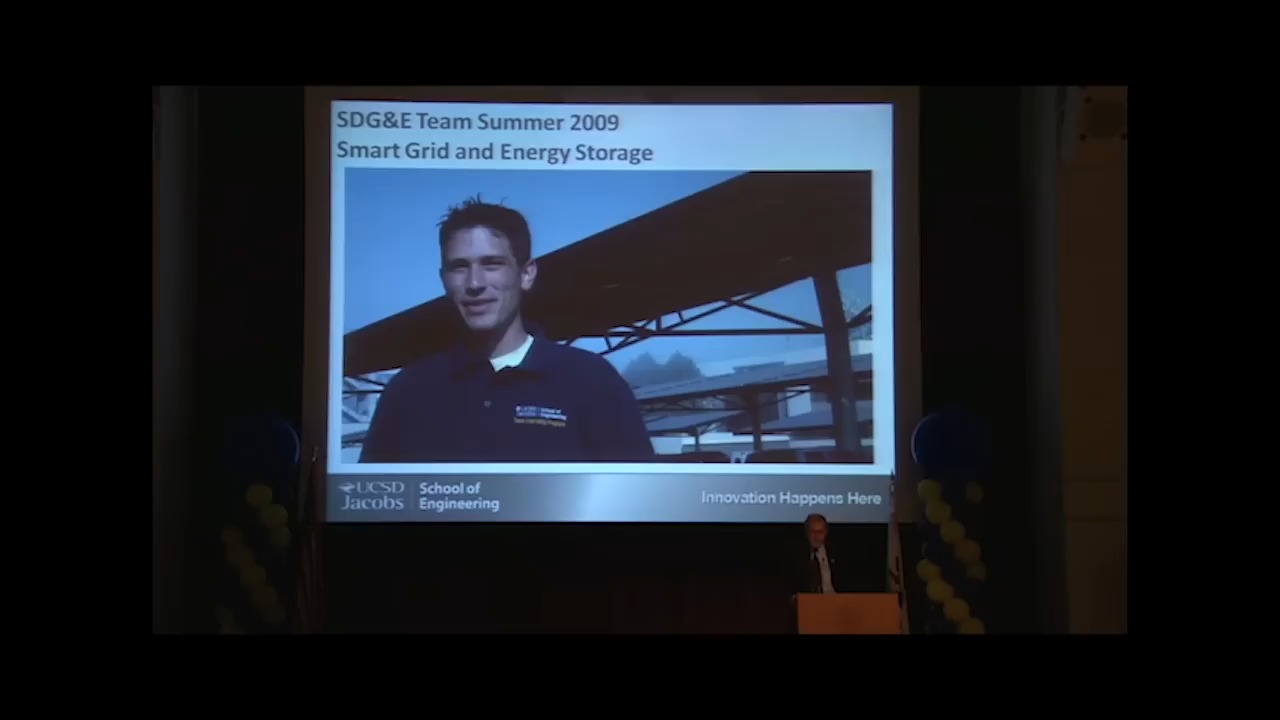 SDG&E Team Summer 2009
Smart Grid and Energy Storage
UCSD
Jacobs
School of
Engineering
Innovation Happens Here